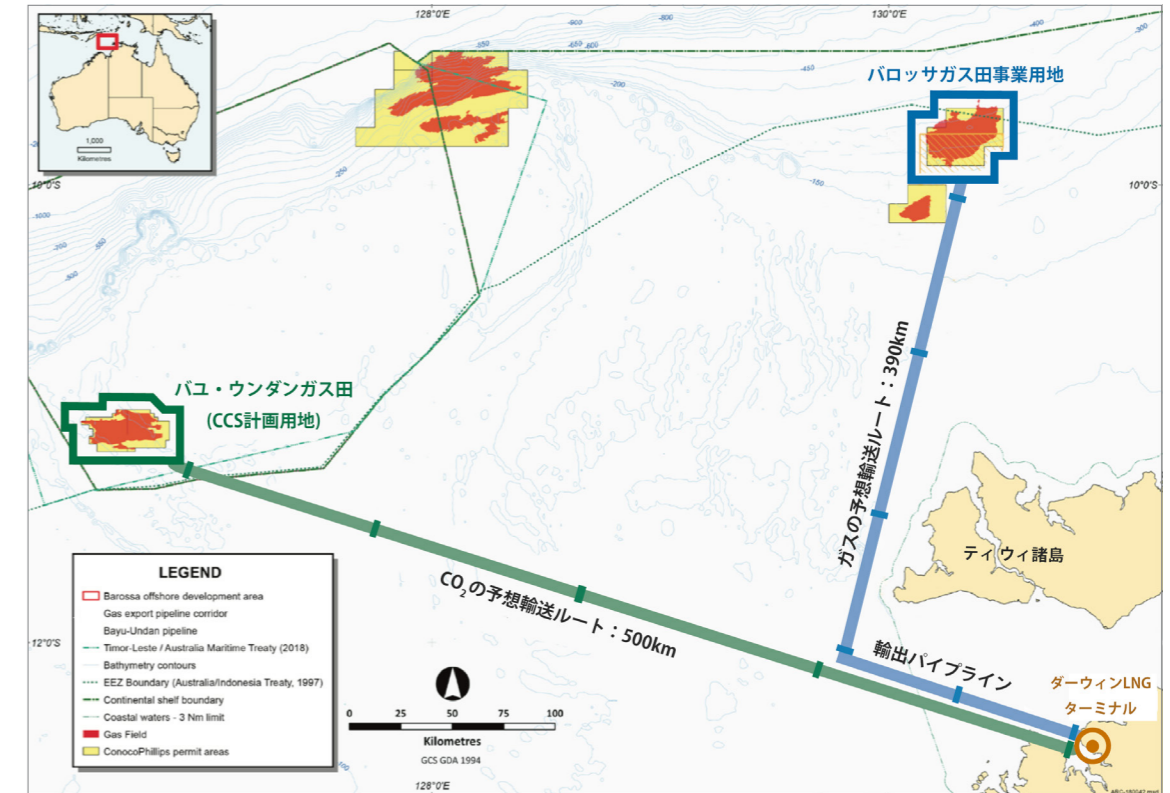 128°0'E
130°0'E
1,000
Kilometres
バロッサガス田事業用地
10°0'S
10°0'S
バユ・ウンダンガス田
(CCS計画用地)
ガスの予想輸送ルート：390km
ティウィ諸島
CO2の予想輸送ルート：500km
12°0'S
輸出パイプライン
ダーウィンLNG
ターミナル
LEGEND
Barossa offshore development area
Gas export pipeline corridor
Bayu-Undan pipeline
Timor-Leste / Australia Maritime Treaty (2018)
Bathymetry contours
EEZ Boundary (Australia/Indonesia Treaty, 1997)
Continental shelf boundary
Coastal waters - 3 Nm limit
Gas Field
ConocoPhillips permit areas
0 25 50 75 100
Kilometres
GCS GDA 1994
128°0'E